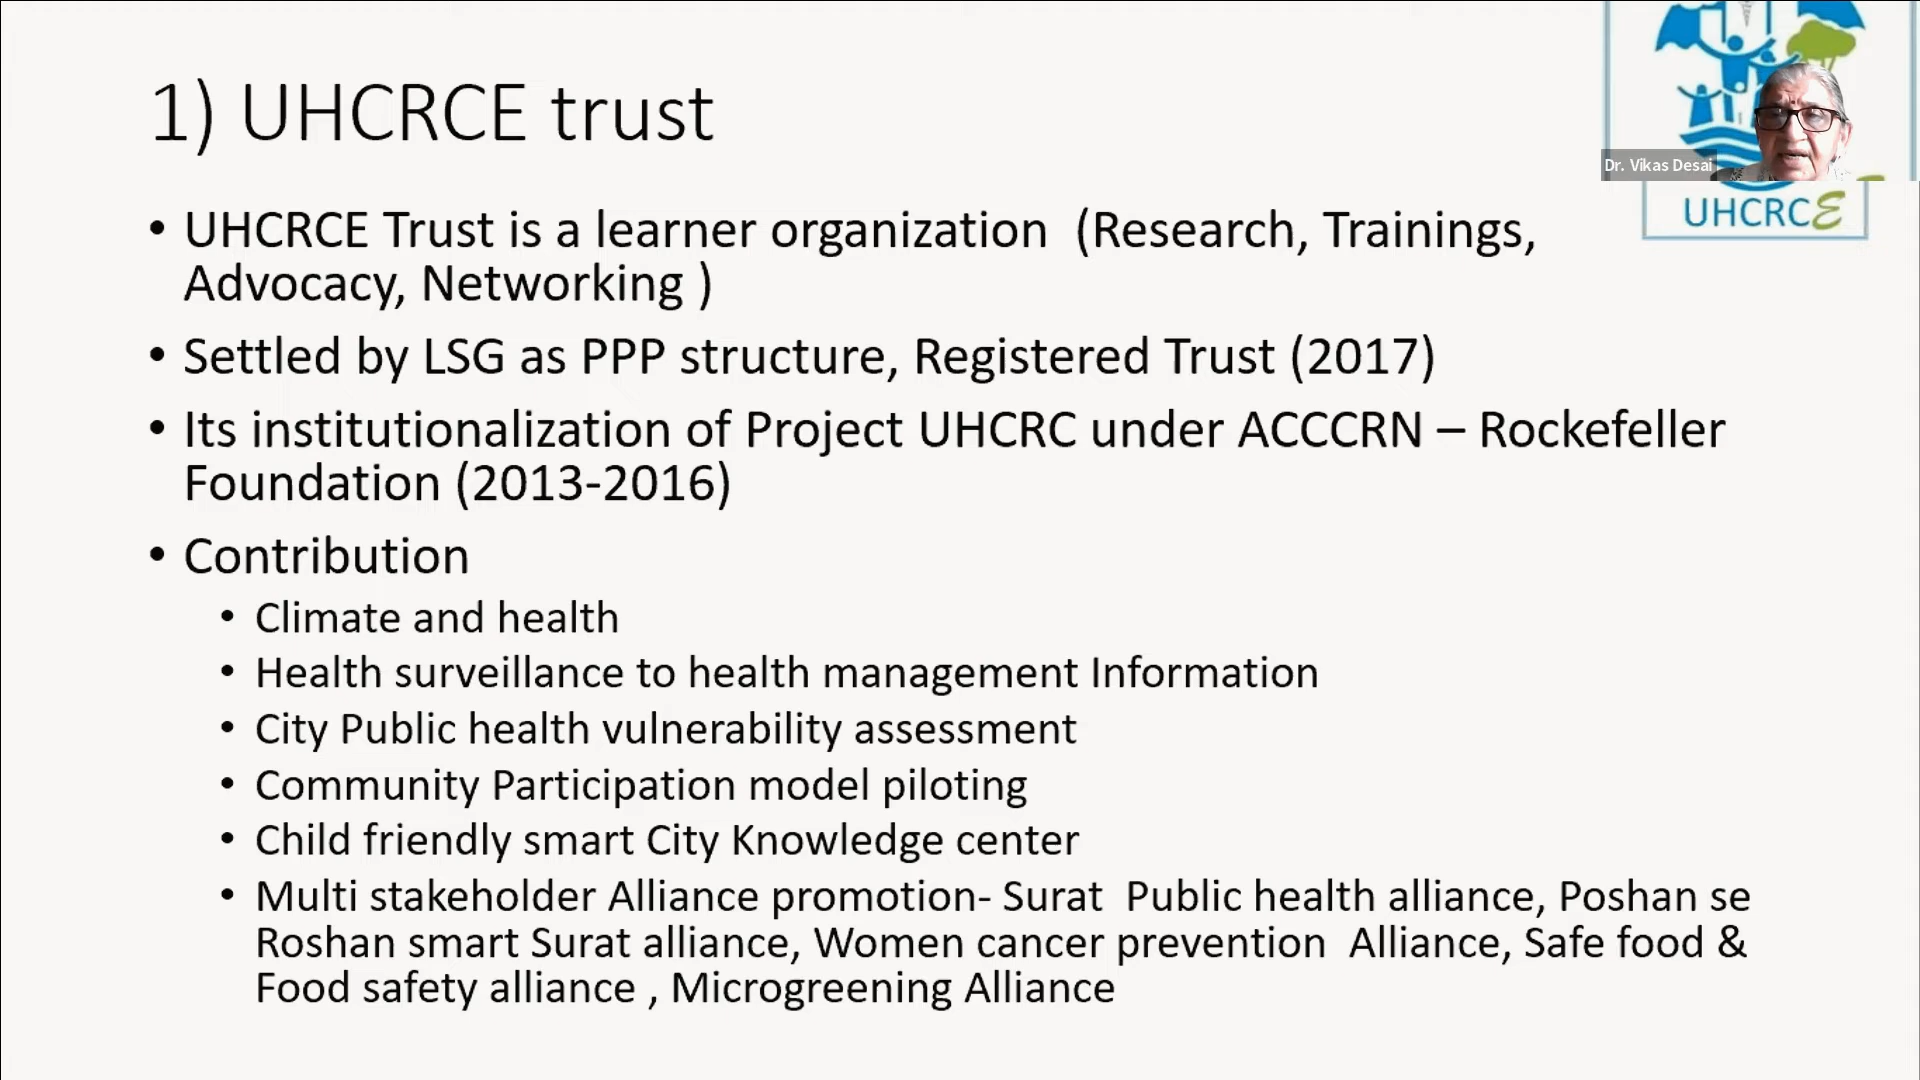 1) UHCRCE trust
Dr. Vikas Desai
UHCRCE
• UHCRCE Trust is a learner organization (Research, Trainings,
Advocacy, Networking )
• Settled by LSG as PPP structure, Registered Trust (2017)
• Its institutionalization of Project UHCRC under ACCCRN – Rockefeller
Foundation (2013-2016)
• Contribution
• Climate and health
• Health surveillance to health management Information
• City Public health vulnerability assessment
• Community Participation model piloting
• Child friendly smart City Knowledge center
• Multi stakeholder Alliance promotion- Surat Public health alliance, Poshan se
Roshan smart Surat alliance, Women cancer prevention Alliance, Safe food &
Food safety alliance , Microgreening Alliance